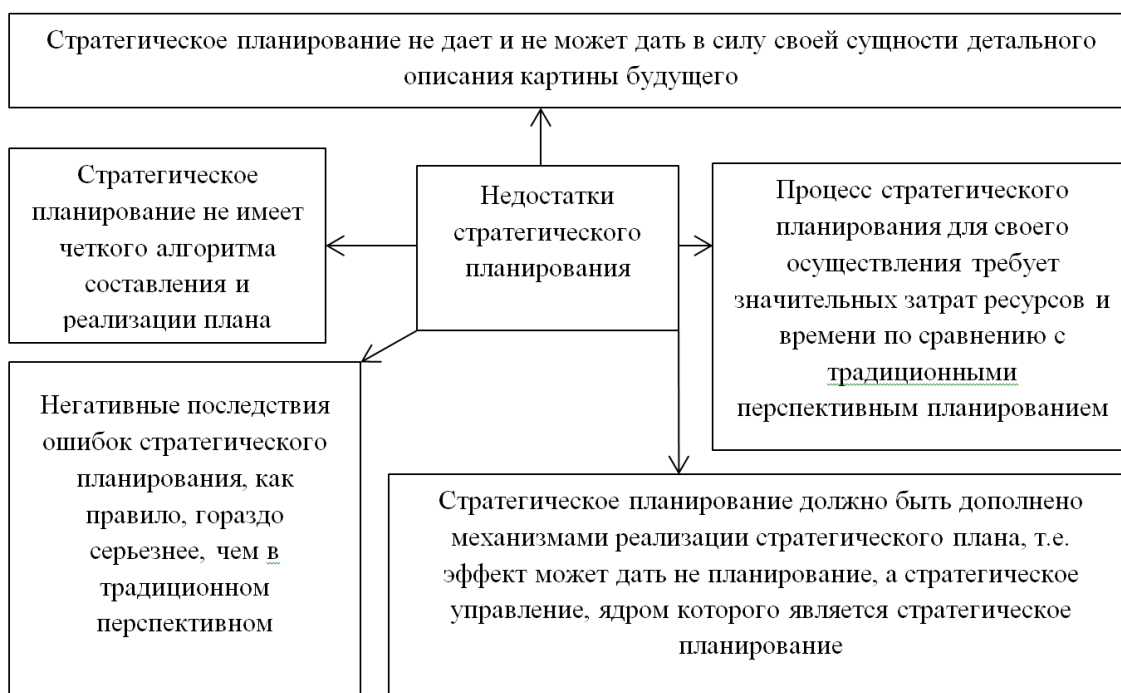 Стратегическое планирование не дает и не может дать в силу своей сущности детального
описания картины будущего
Стратегическое
планирование не имеет
четкого алгоритма
составления и
реализации плана
Недостатки
стратегического
планирования
Процесс стратегического
планирования для своего
осуществления требует
значительных затрат ресурсов и
времени по сравнению с
традиционными
перспективным планированием
Негативные последствия
ошибок стратегического
планирования, как
правило, гораздо
серьезнее, чем в
традиционном
перспективном
Стратегическое планирование должно быть дополнено
механизмами реализации стратегического плана, т.е.
эффект может дать не планирование, а стратегическое
управление, ядром которого является стратегическое
планирование